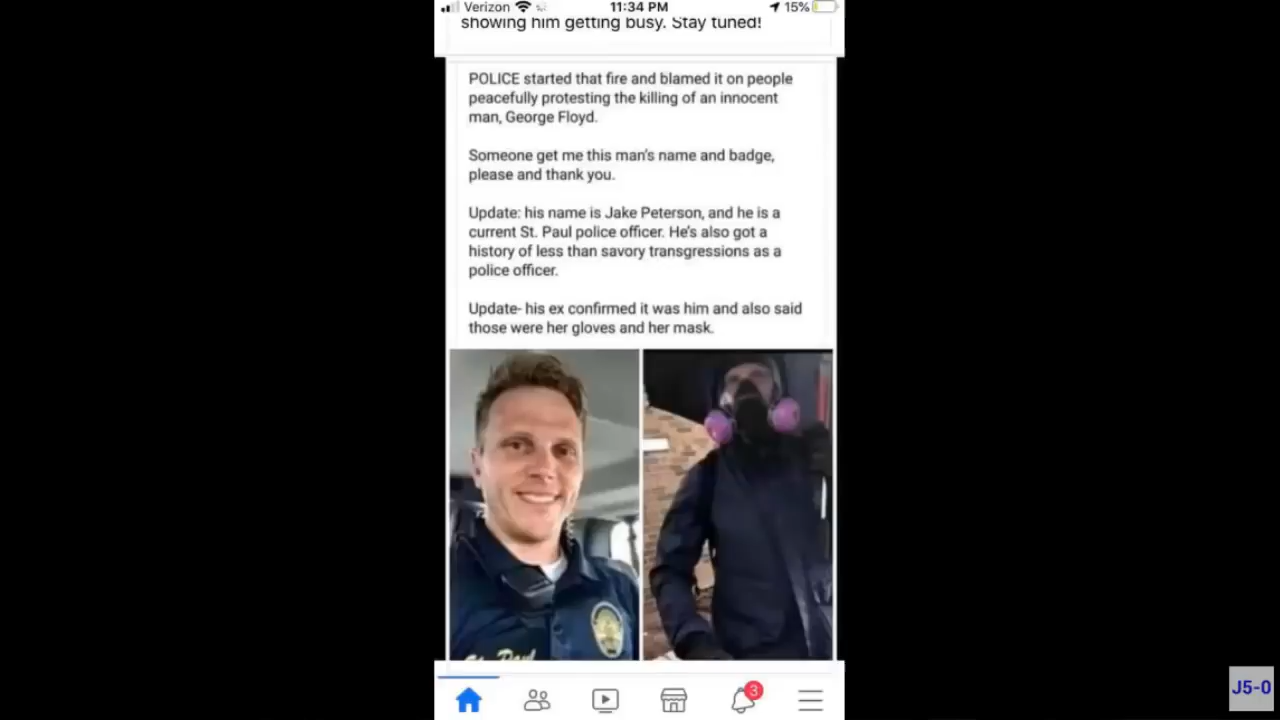 Verizon
11:34 PM
15%
showing him getting busy. Stay tuned!
POLICE started that fire and blamed it on people
peacefully protesting the killing of an innocent
man, George Floyd.
Someone get me this man's name and badge,
please and thank you.
Update: his name is Jake Peterson, and he is a
current St. Paul police officer. He's also got a
history of less than savory transgressions as a
police officer.
Update- his ex confirmed it was him and also said
those were her gloves and her mask.
St. Paul
3
J5-0